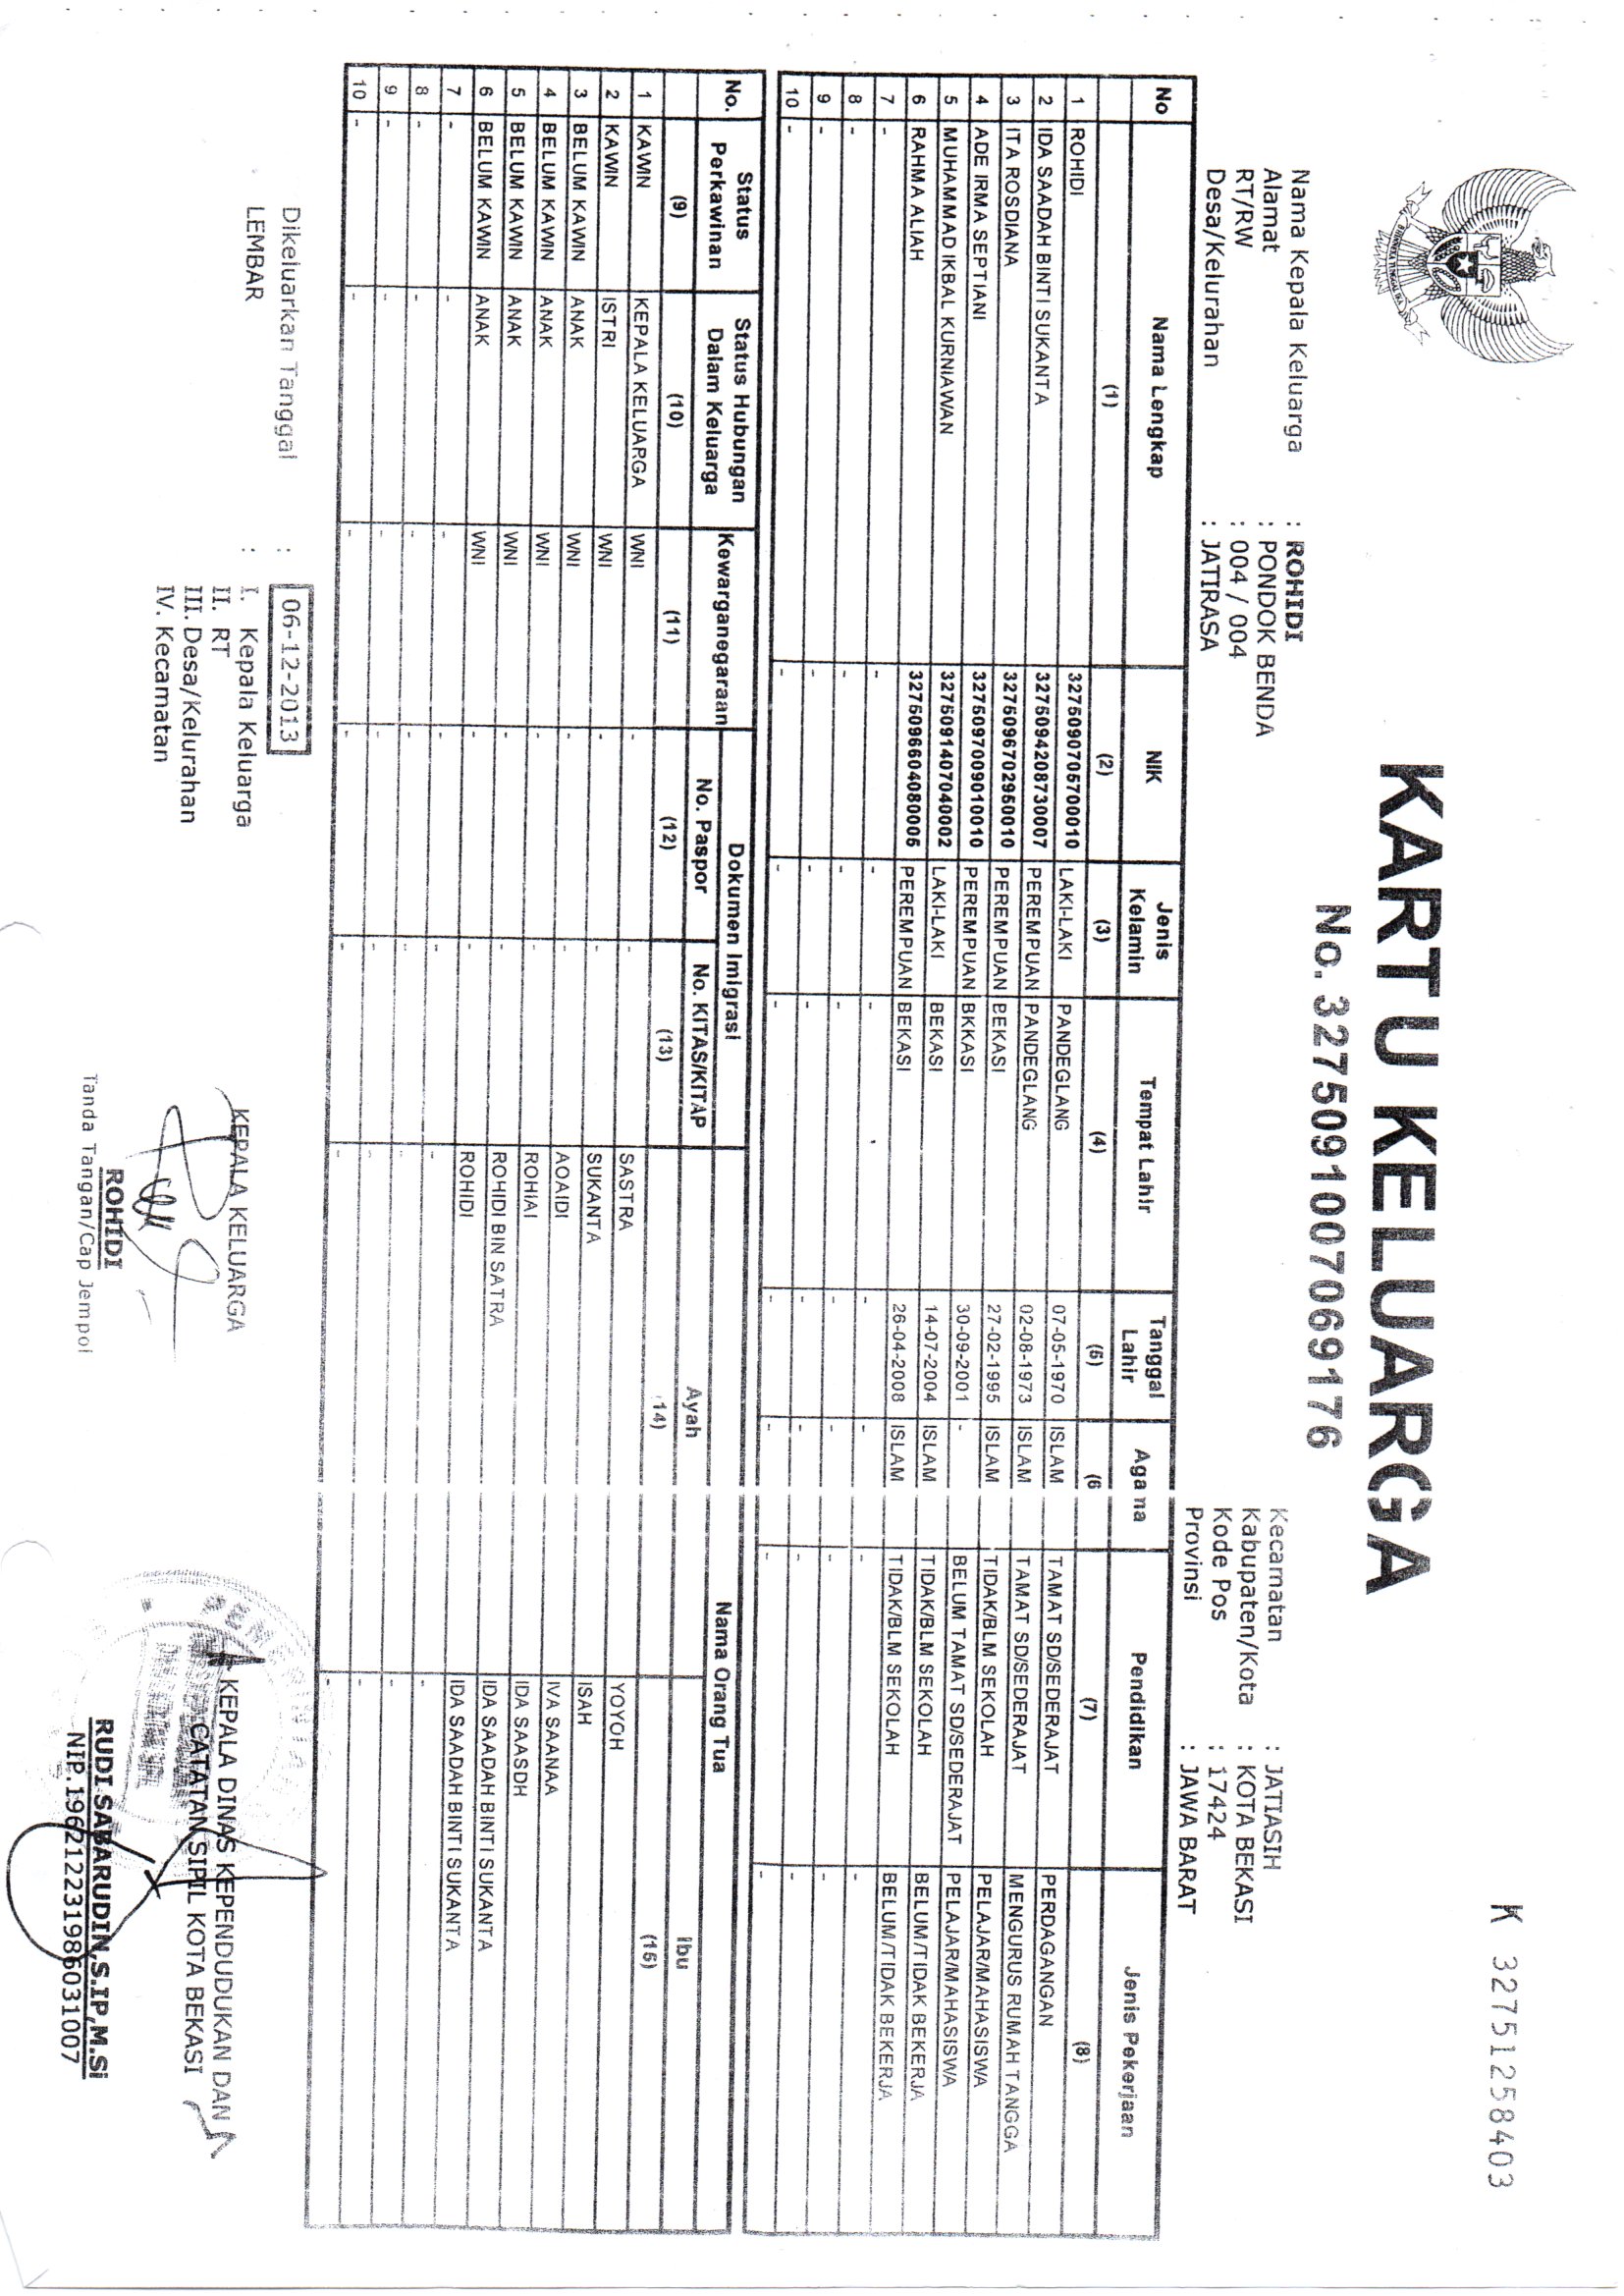 BHINNEKA TUNGGAL IKA
K 32751258403
KARTU KELUARGA
No. 3275091007069176
Nama Kepala Keluarga : ROHIDI
Alamat : PONDOK BENDA
RT/RW : 004 / 004
Desa/Kelurahan : JATIRASA
Kecamatan : JATIASIH
Kabupaten/Kota : KOTA BEKASI
Kode Pos : 17424
Provinsi : JAWA BARAT
No Nama Lengkap NIK Jenis Kelamin Tempat Lahir Tanggal Lahir Aga na Pendidikan Jenis Pekerjaan
(1) (2) (3) (4) (5) (6 (7) (8)
1 ROHIDI 3275090705700010 LAKI-LAKI PANDEGLANG 07-05-1970 ISLAM TAMAT SD/SEDERAJAT PERDAGANGAN
2 IDA SAADAH BINTI SUKANTA 3275094208730007 PEREMPUAN PANDEGLANG 02-08-1973 ISLAM TAMAT SD/SEDERAJAT MENGURUS RUMAH TANGGA
3 ITA ROSDIANA 3275096702950010 PEREMPUAN BEKASI 27-02-1995 ISLAM TIDAK/BLM SEKOLAH PELAJAR/MAHASISWA
4 ADE IRMA SEPTIANI 3275097009010010 PEREMPUAN BKKASI 30-09-2001 - BELUM TAMAT SD/SEDERAJAT PELAJAR/MAHASISWA
5 MUHAMMAD IKBAL KURNIAWAN 3275091407040002 LAKI-LAKI BEKASI 14-07-2004 ISLAM TIDAK/BLM SEKOLAH BELUM/TIDAK BEKERJA
6 RAHMA ALIAH 3275096604080005 PEREMPUAN BEKASI 26-04-2008 ISLAM TIDAK/BLM SEKOLAH BELUM/TIDAK BEKERJA
7 - - - - - - - -
8 - - - - - - - -
9 - - - - - - - -
10 - - - - - - - -
No. Status Perkawinan Status Hubungan Dalam Keluarga Kewarganegaraan Dokumen Imigrasi Nama Orang Tua
No. Paspor No. KITAS/KITAP Ayah Ibu
(9) (10) (11) (12) (13) 14) (15)
1 KAWIN KEPALA KELUARGA WNI - - SASTRA YOYOH
2 KAWIN ISTRI WNI - - SUKANTA ISAH
3 BELUM KAWIN ANAK WNI - - AOAIDI IVA SAANAA
4 BELUM KAWIN ANAK WNI - - ROHIAI IDA SAASDH
5 BELUM KAWIN ANAK WNI - - ROHIDI BIN SATRA IDA SAADAH BINTI SUKANTA
6 BELUM KAWIN ANAK WNI - - ROHIDI IDA SAADAH BINTI SUKANTA
7 - - - - - - -
8 - - - - - - -
9 - - - - - - -
10 - - - - - - -
Dikeluarkan Tanggal : 06-12-2013
LEMBAR : I. Kepala Keluarga
II. RT
III. Desa/Kelurahan
IV. Kecamatan
KEPALA KELUARGA
ROHIDI
Tanda Tangan/Cap Jempol
KEPALA DINAS KEPENDUDUKAN DAN
CATATAN SIPIL KOTA BEKASI
RUDI SABARUDIN,S.IP,M.Si
NIP.196212231986031007